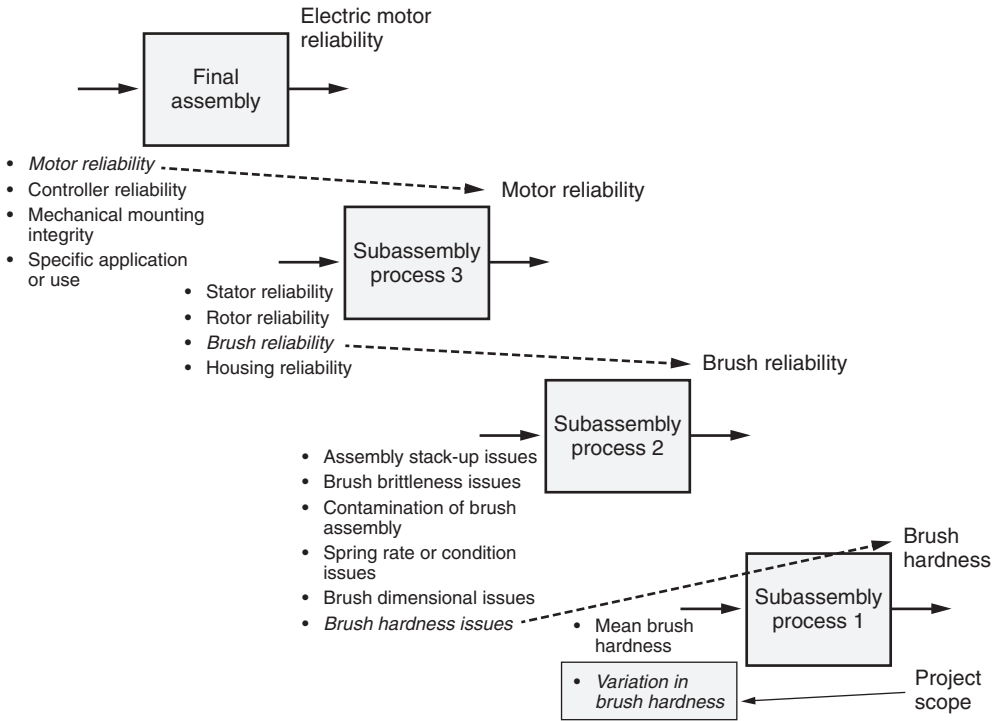 Electric motor
reliability
Final
assembly
• Motor reliability
• Controller reliability
• Mechanical mounting
integrity
• Specific application
or use
Motor reliability
Subassembly
process 3
• Stator reliability
• Rotor reliability
• Brush reliability
• Housing reliability
Brush reliability
Subassembly
process 2
• Assembly stack-up issues
• Brush brittleness issues
• Contamination of brush
assembly
• Spring rate or condition
issues
• Brush dimensional issues
• Brush hardness issues
Brush
hardness
Subassembly
process 1
• Mean brush
hardness
• Variation in
brush hardness
Project
scope